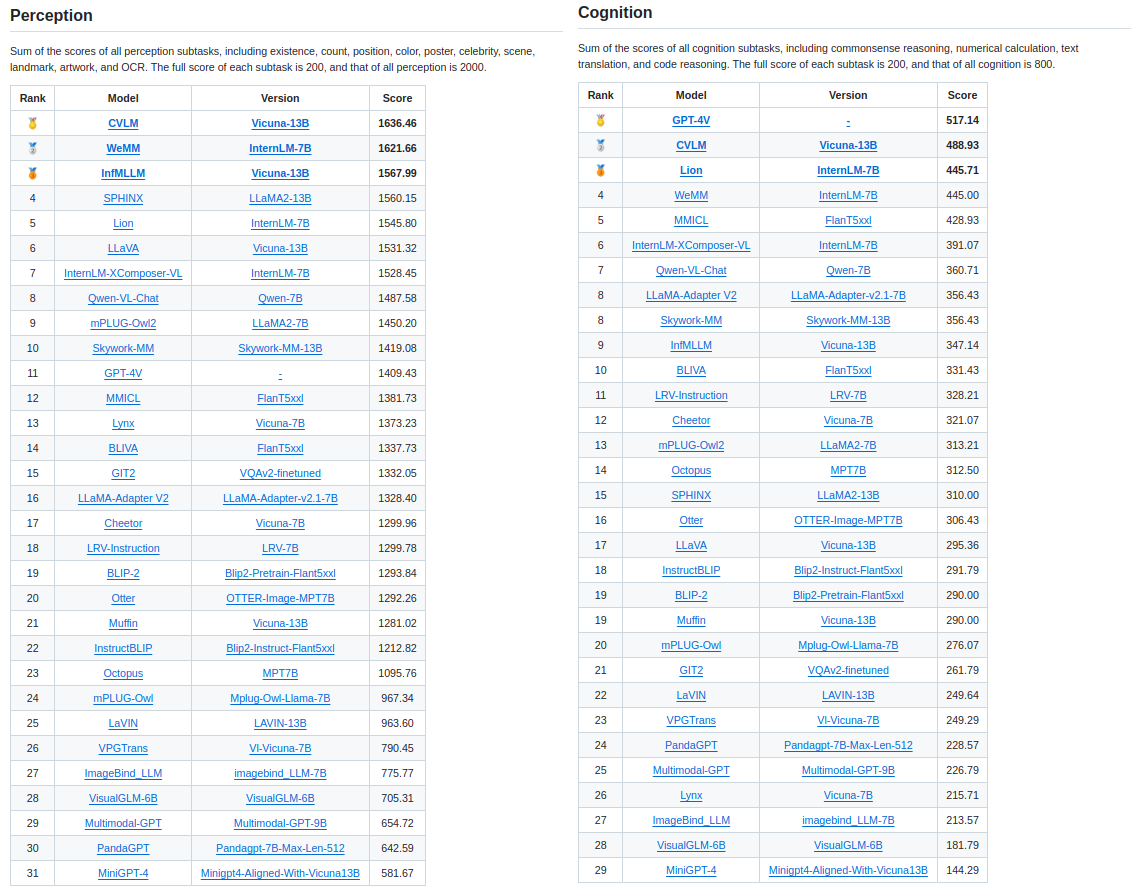 Perception
Sum of the scores of all perception subtasks, including existence, count, position, color, poster, celebrity, scene,
landmark, artwork, and OCR. The full score of each subtask is 200, and that of all perception is 2000.
Rank Model Version Score
🥇 CVLM Vicuna-13B 1636.46
🥈 WeMM InternLM-7B 1621.66
🥉 InfMLLM Vicuna-13B 1567.99
4 SPHINX LLaMA2-13B 1560.15
5 Lion InternLM-7B 1545.80
6 LLaVA Vicuna-13B 1531.32
7 InternLM-XComposer-VL InternLM-7B 1528.45
8 Qwen-VL-Chat Qwen-7B 1487.58
9 mPLUG-Owl2 LLaMA2-7B 1450.20
10 Skywork-MM Skywork-MM-13B 1419.08
11 GPT-4V - 1409.43
12 MMICL FlanT5xxl 1381.73
13 Lynx Vicuna-7B 1373.23
14 BLIVA FlanT5xxl 1337.73
15 GIT2 VQAv2-finetuned 1332.05
16 LLaMA-Adapter V2 LLaMA-Adapter-v2.1-7B 1328.40
17 Cheetor Vicuna-7B 1299.96
18 LRV-Instruction LRV-7B 1299.78
19 BLIP-2 Blip2-Pretrain-Flant5xxl 1293.84
20 Otter OTTER-Image-MPT7B 1292.26
21 Muffin Vicuna-13B 1281.02
22 InstructBLIP Blip2-Instruct-Flant5xxl 1212.82
23 Octopus MPT7B 1095.76
24 mPLUG-Owl Mplug-Owl-Llama-7B 967.34
25 LaVIN LAVIN-13B 963.60
26 VPGTrans Vl-Vicuna-7B 790.45
27 ImageBind_LLM imagebind_LLM-7B 775.77
28 VisualGLM-6B VisualGLM-6B 705.31
29 Multimodal-GPT Multimodal-GPT-9B 654.72
30 PandaGPT Pandagpt-7B-Max-Len-512 642.59
31 MiniGPT-4 Minigpt4-Aligned-With-Vicuna13B 581.67
Cognition
Sum of the scores of all cognition subtasks, including commonsense reasoning, numerical calculation, text
translation, and code reasoning. The full score of each subtask is 200, and that of all cognition is 800.
Rank Model Version Score
🥇 GPT-4V - 517.14
🥈 CVLM Vicuna-13B 488.93
🥉 Lion InternLM-7B 445.71
4 WeMM InternLM-7B 445.00
5 MMICL FlanT5xxl 428.93
6 InternLM-XComposer-VL InternLM-7B 391.07
7 Qwen-VL-Chat Qwen-7B 360.71
8 LLaMA-Adapter V2 LLaMA-Adapter-v2.1-7B 356.43
8 Skywork-MM Skywork-MM-13B 356.43
9 InfMLLM Vicuna-13B 347.14
10 BLIVA FlanT5xxl 331.43
11 LRV-Instruction LRV-7B 328.21
12 Cheetor Vicuna-7B 321.07
13 mPLUG-Owl2 LLaMA2-7B 313.21
14 Octopus MPT7B 312.50
15 SPHINX LLaMA2-13B 310.00
16 Otter OTTER-Image-MPT7B 306.43
17 LLaVA Vicuna-13B 295.36
18 InstructBLIP Blip2-Instruct-Flant5xxl 291.79
19 BLIP-2 Blip2-Pretrain-Flant5xxl 290.00
19 Muffin Vicuna-13B 290.00
20 mPLUG-Owl Mplug-Owl-Llama-7B 276.07
21 GIT2 VQAv2-finetuned 261.79
22 LaVIN LAVIN-13B 249.64
23 VPGTrans Vl-Vicuna-7B 249.29
24 PandaGPT Pandagpt-7B-Max-Len-512 228.57
25 Multimodal-GPT Multimodal-GPT-9B 226.79
26 Lynx Vicuna-7B 215.71
27 ImageBind_LLM imagebind_LLM-7B 213.57
28 VisualGLM-6B VisualGLM-6B 181.79
29 MiniGPT-4 Minigpt4-Aligned-With-Vicuna13B 144.29